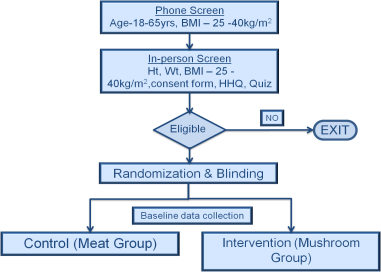 Phone Screen
Age-18-65yrs, BMI – 25 -40kg/m²
In-person Screen
Ht, Wt, BMI – 25 -
40kg/m²,consent form, HHQ, Quiz
Eligible
NO
EXIT
Randomization & Blinding
Baseline data collection
Control (Meat Group)
Intervention (Mushroom
Group)